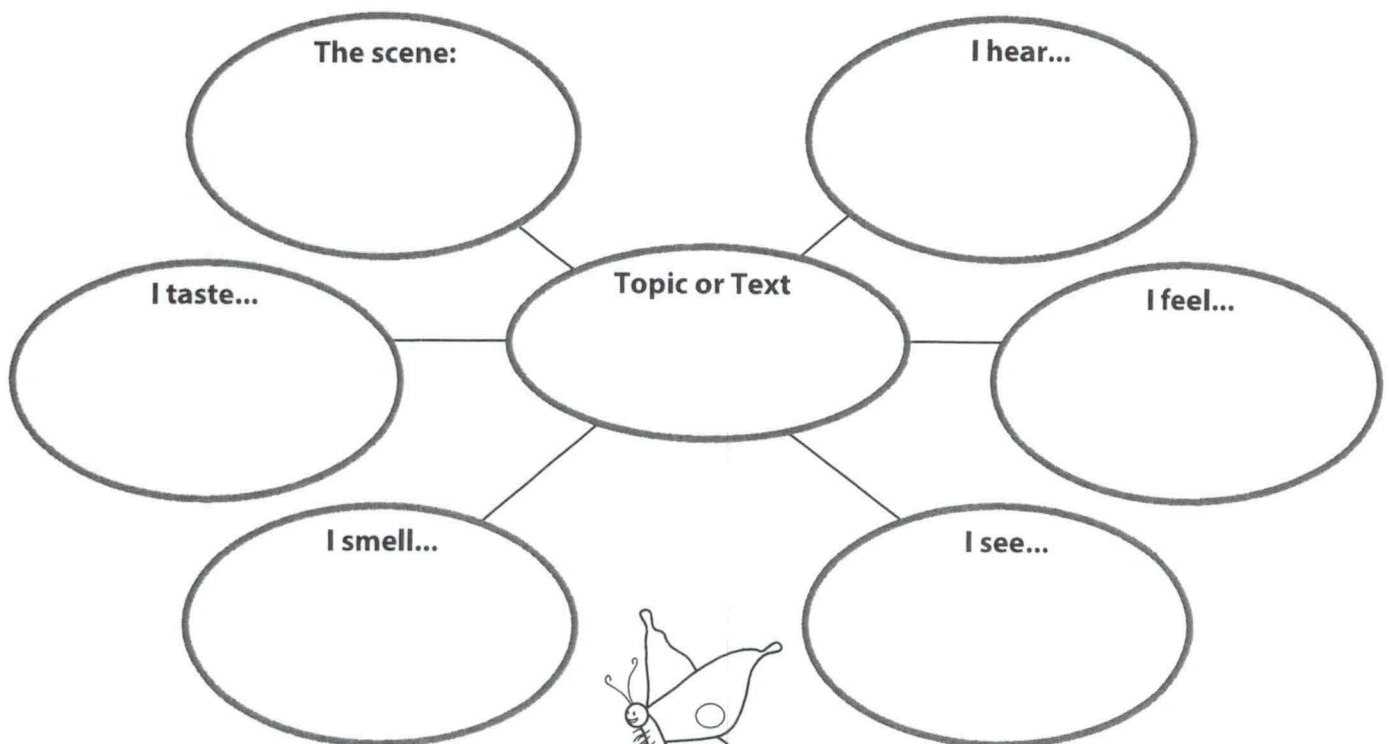 The scene:
I hear...
I taste...
Topic or Text
I feel...
I smell...
I see...